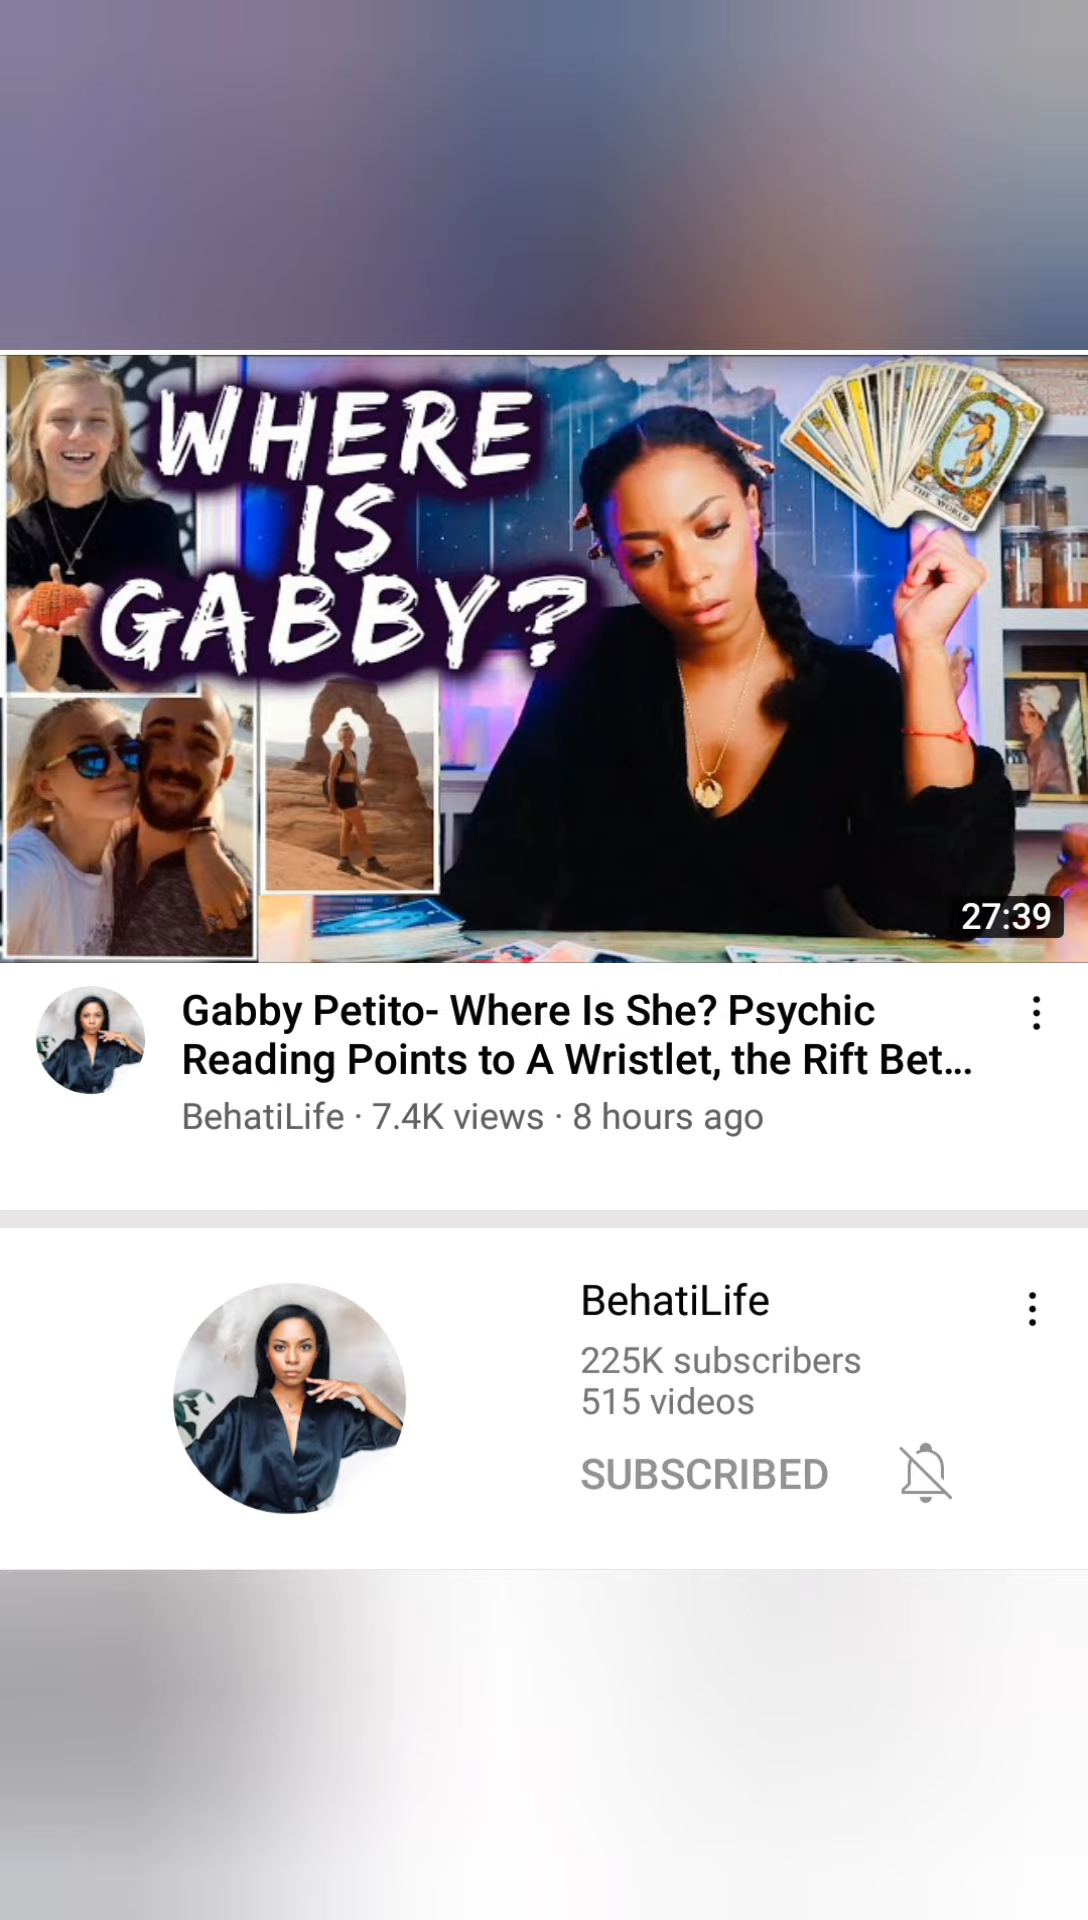 WHERE
IS
GABBY?
THE WORLD
27:39
Gabby Petito- Where Is She? Psychic
Reading Points to A Wristlet, the Rift Bet...
BehatiLife · 7.4K views · 8 hours ago
BehatiLife
225K subscribers
515 videos
SUBSCRIBED